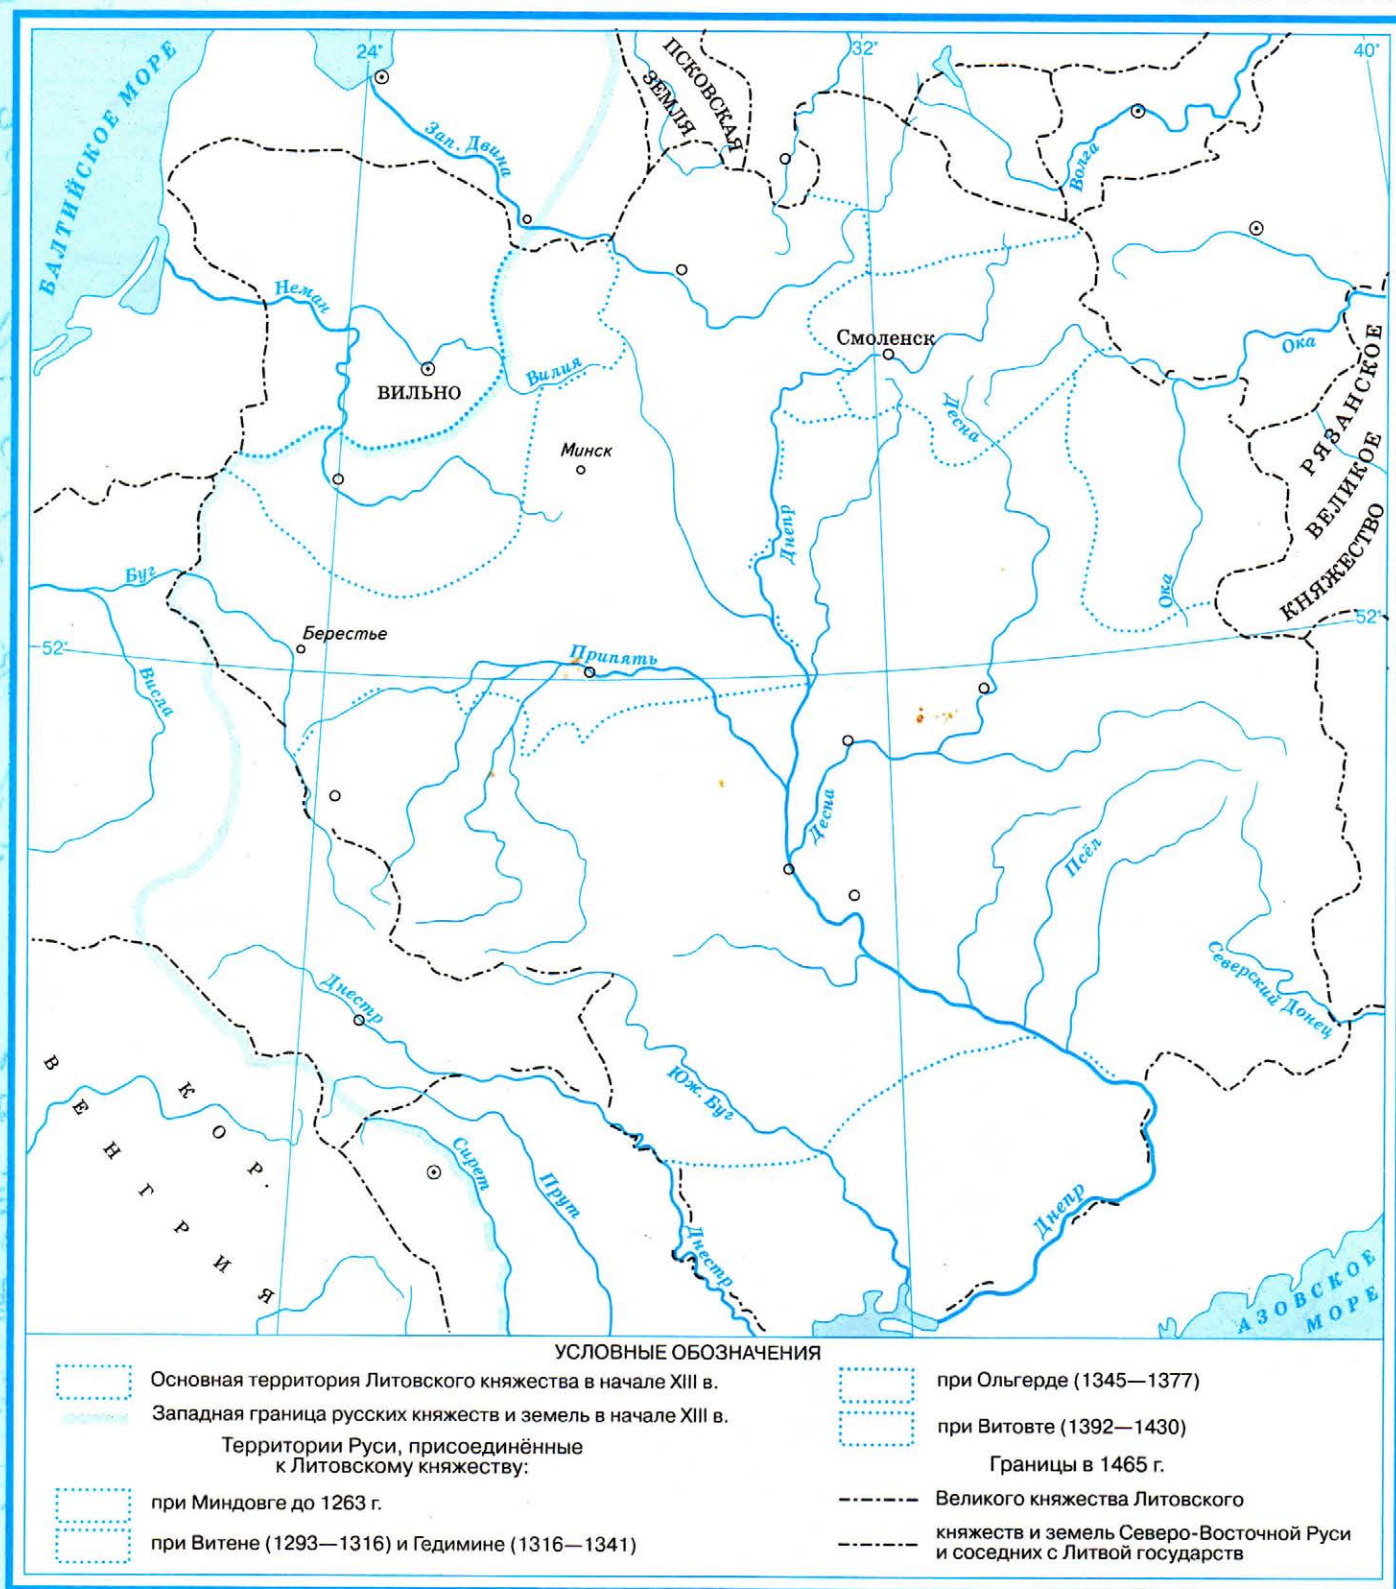 24°
32°
40°
БАЛТИЙСКОЕ МОРЕ
ПСКОВСКАЯ
ЗЕМЛЯ
Зап. Двина
Волга
Неман
ВИЛЬНО
Вилия
Смоленск
Ока
РЯЗАНСКОЕ
ВЕЛИКОЕ
КНЯЖЕСТВО
Десна
Минск
Днепр
Ока
Буг
Берестье
52°
52°
Висла
Припять
Десна
Псёл
Северский Донец
Днестр
Юж. Буг
КОР.
ВЕНГРИЯ
Сирет
Прут
Днестр
Днепр
АЗОВСКОЕ
МОРЕ
УСЛОВНЫЕ ОБОЗНАЧЕНИЯ
Основная территория Литовского княжества в начале XIII в.
Западная граница русских княжеств и земель в начале XIII в.
Территории Руси, присоединённые
к Литовскому княжеству:
при Миндовге до 1263 г.
при Витене (1293—1316) и Гедимине (1316—1341)
при Ольгерде (1345—1377)
при Витовте (1392—1430)
Границы в 1465 г.
Великого княжества Литовского
княжеств и земель Северо-Восточной Руси
и соседних с Литвой государств